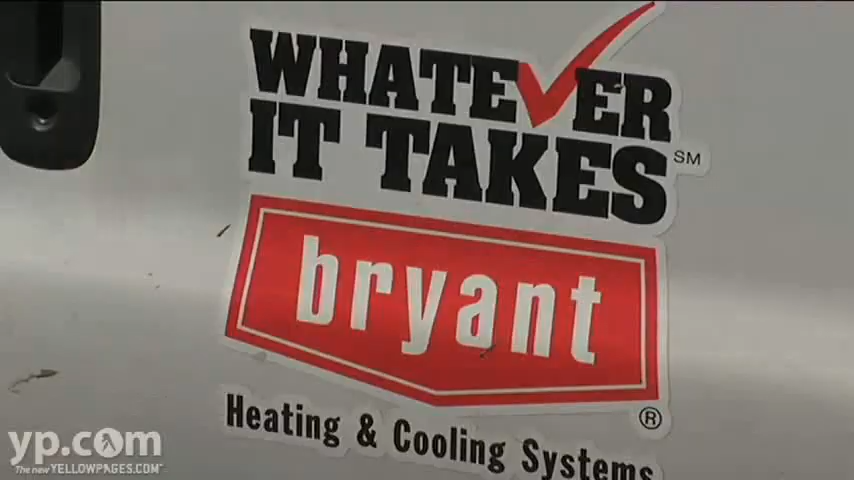 WHATEVER
IT TAKES
SM
bryant
®
Heating & Cooling Systems
yp.com
The new YELLOWPAGES.COM